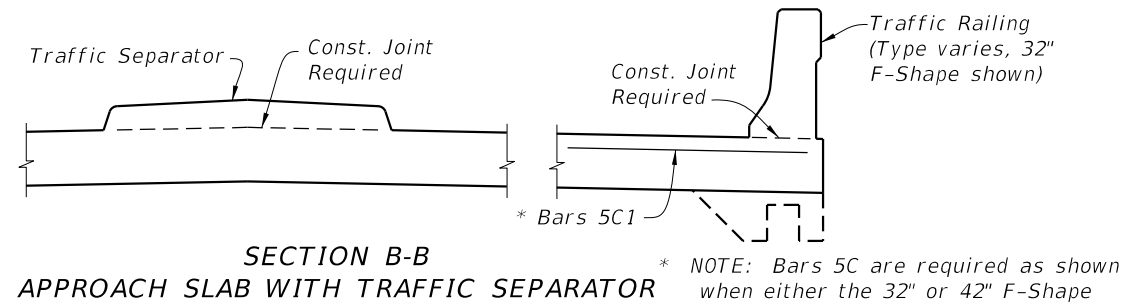 Traffic Separator
Const. Joint
Required
Const. Joint
Required
Traffic Railing
(Type varies, 32"
F-Shape shown)
* Bars 5C1
SECTION B-B
APPROACH SLAB WITH TRAFFIC SEPARATOR
* NOTE: Bars 5C are required as shown
when either the 32" or 42" F-Shape